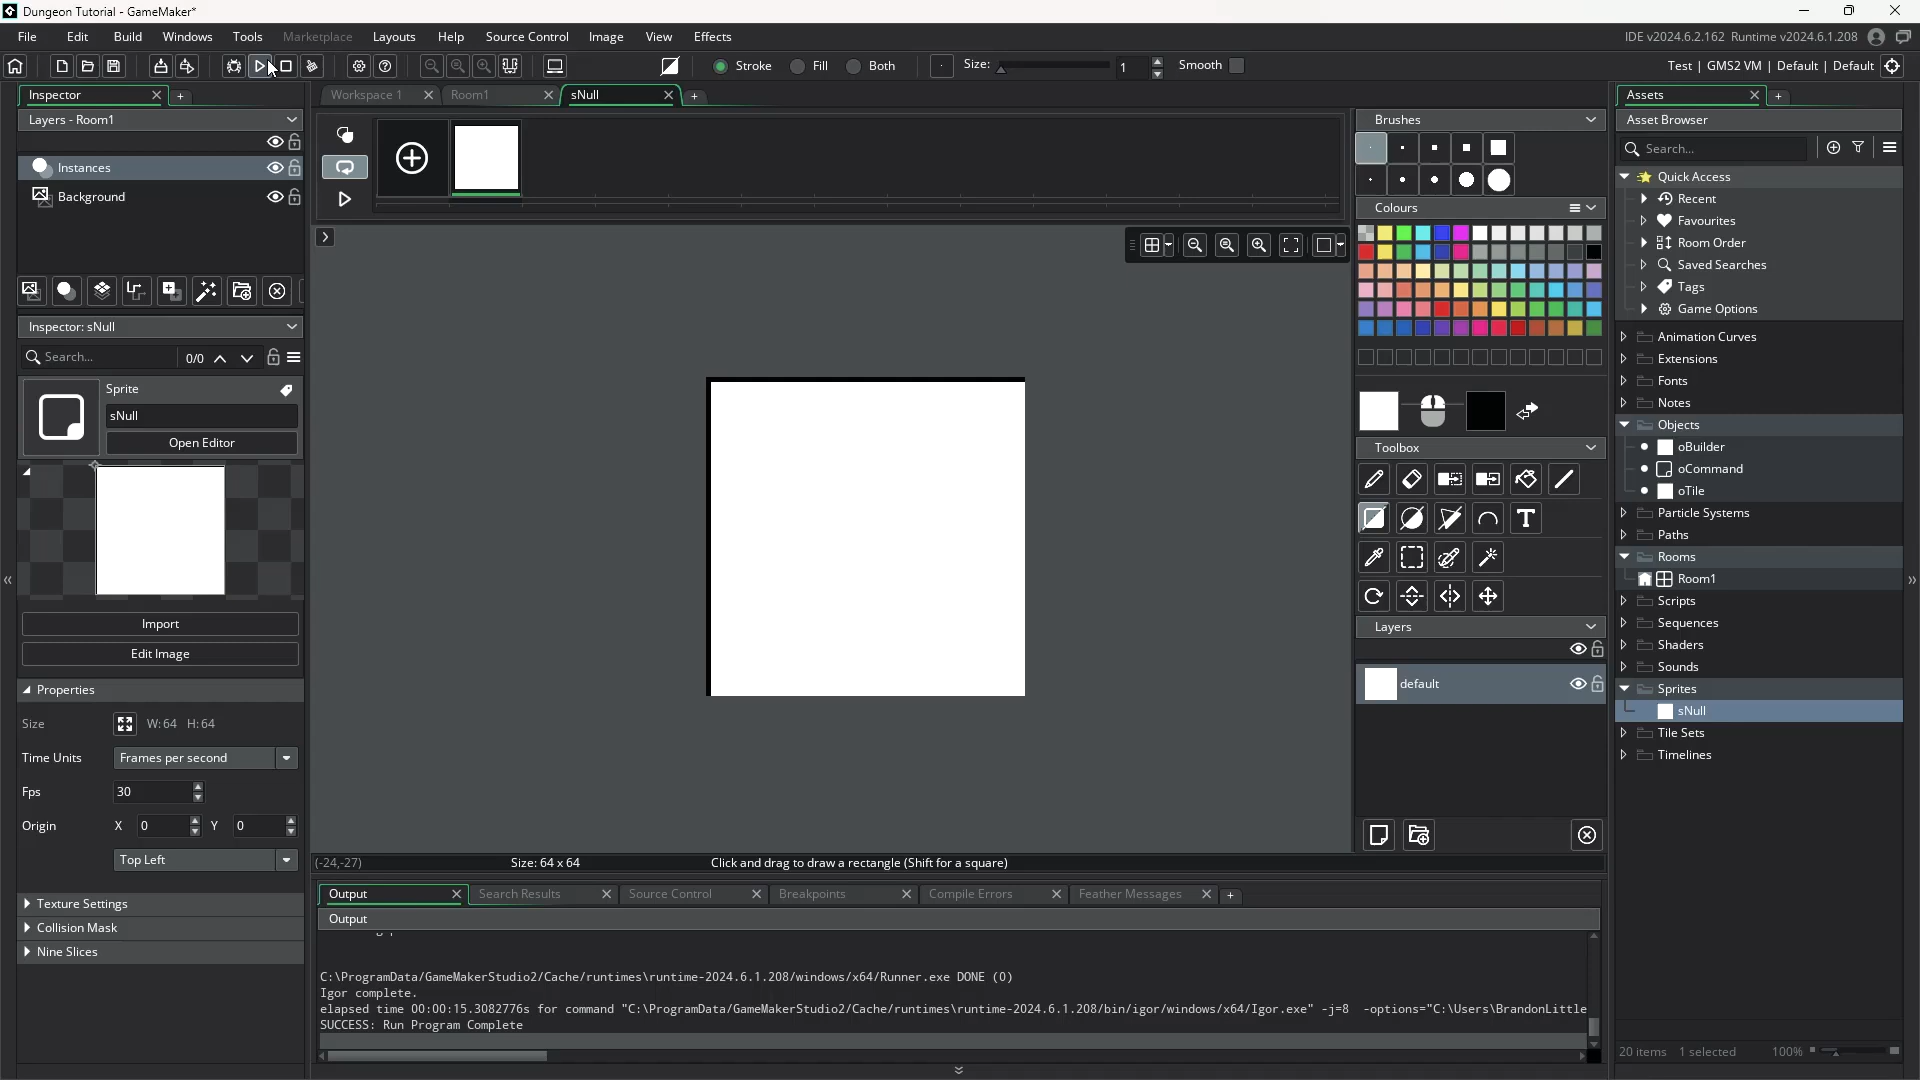 Dungeon Tutorial - GameMaker*
File Edit Build Windows Tools Marketplace Layouts Help Source Control Image View Effects
IDE v2024.6.2.162 Runtime v2024.6.1.208
Stroke Fill Both Size: 1 Smooth
Test | GMS2 VM | Default | Default
Inspector
Layers - Room1
Instances
Background
Inspector: sNull
Search... 0/0
Sprite
sNull
Open Editor
Import
Edit Image
Properties
Size W:64 H:64
Time Units Frames per second
Fps 30
Origin X 0 Y 0
Top Left
Texture Settings
Collision Mask
Nine Slices
Workspace 1 Room1 sNull
(-24,-27) Size: 64 x 64 Click and drag to draw a rectangle (Shift for a square)
Output Search Results Source Control Breakpoints Compile Errors Feather Messages
Output
C:\ProgramData/GameMakerStudio2/Cache/runtimes\runtime-2024.6.1.208/windows/x64/Runner.exe DONE (0)
Igor complete.
elapsed time 00:00:15.3082776s for command "C:\ProgramData/GameMakerStudio2/Cache/runtimes\runtime-2024.6.1.208/bin/igor/windows/x64/Igor.exe" -j=8 -options="C:\Users\BrandonLittle
SUCCESS: Run Program Complete
Brushes
Colours
Toolbox
T
Layers
default
Assets
Asset Browser
Search...
Quick Access
Recent
Favourites
Room Order
Saved Searches
Tags
Game Options
Animation Curves
Extensions
Fonts
Notes
Objects
oBuilder
oCommand
oTile
Particle Systems
Paths
Rooms
Room1
Scripts
Sequences
Shaders
Sounds
Sprites
sNull
Tile Sets
Timelines
20 items 1 selected 100%